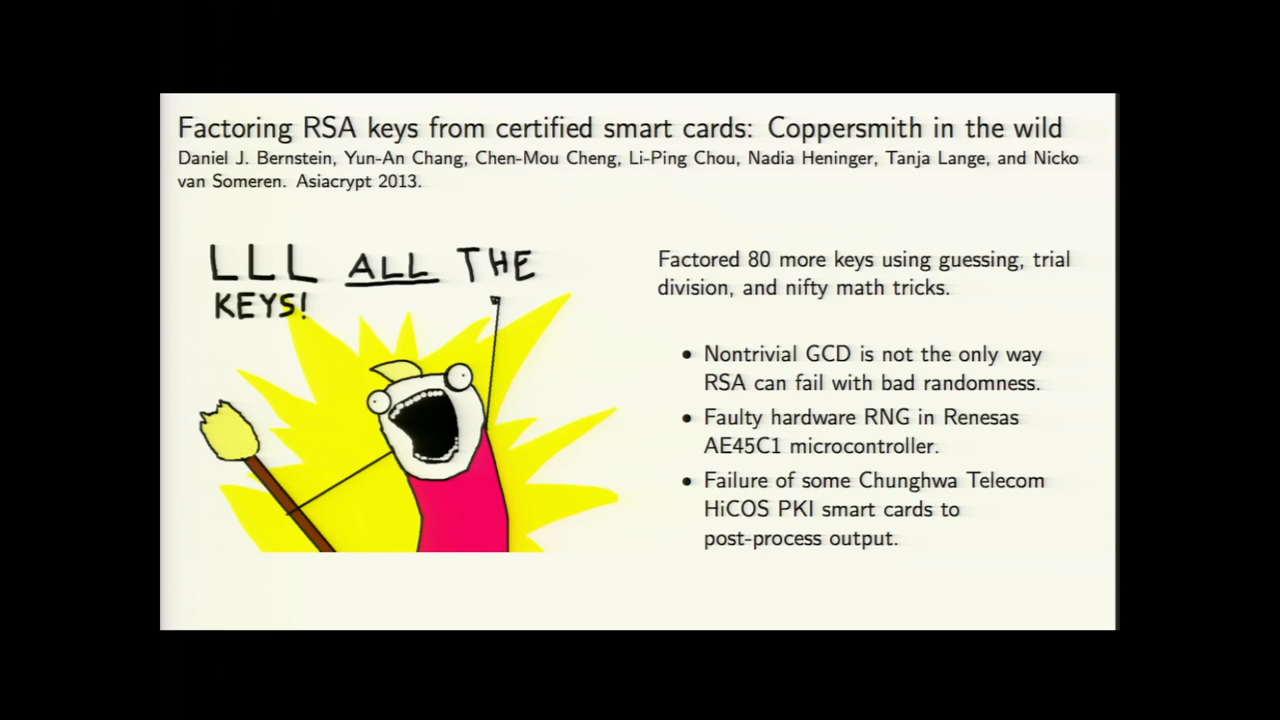 Factoring RSA keys from certified smart cards: Coppersmith in the wild
Daniel J. Bernstein, Yun-An Chang, Chen-Mou Cheng, Li-Ping Chou, Nadia Heninger, Tanja Lange, and Nicko
van Someren. Asiacrypt 2013.
LLL ALL THE
KEYS!
Factored 80 more keys using guessing, trial
division, and nifty math tricks.
• Nontrivial GCD is not the only way
RSA can fail with bad randomness.
• Faulty hardware RNG in Renesas
AE45C1 microcontroller.
• Failure of some Chunghwa Telecom
HiCOS PKI smart cards to
post-process output.